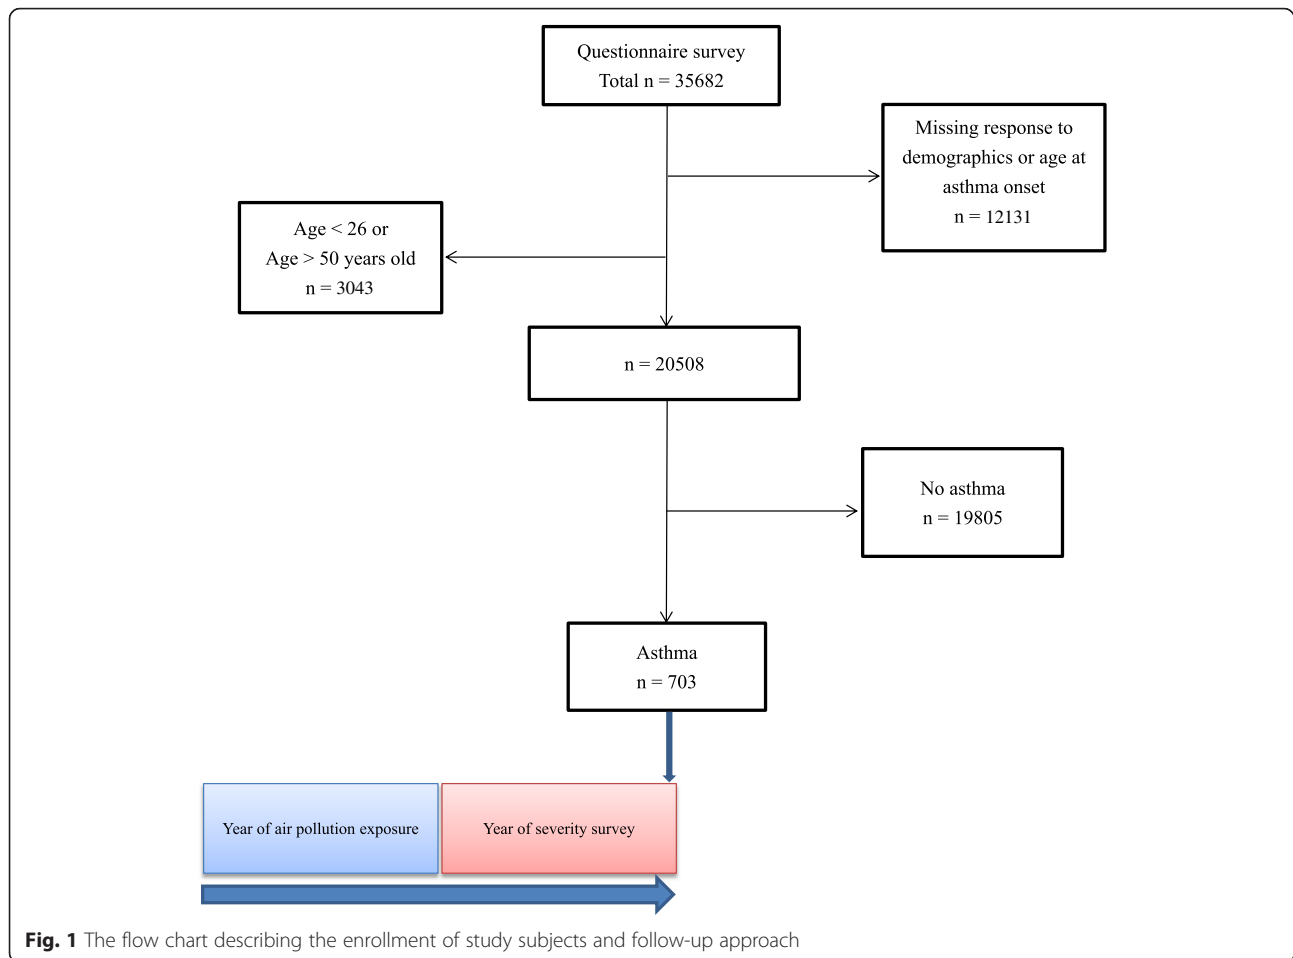 Questionnaire survey
Total n = 35682
Missing response to
demographics or age at
asthma onset
n = 12131
Age < 26 or
Age > 50 years old
n = 3043
n = 20508
No asthma
n = 19805
Asthma
n = 703
Year of air pollution exposure
Year of severity survey
Fig. 1 The flow chart describing the enrollment of study subjects and follow-up approach